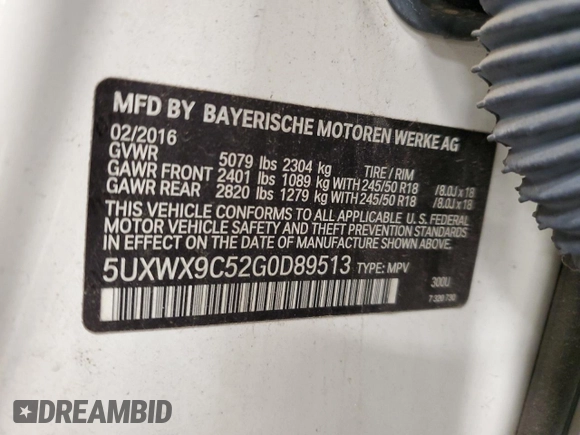 MFD BY BAYERISCHE MOTOREN WERKE AG
02/2016
GVWR 5079 lbs 2304 kg TIRE / RIM
GAWR FRONT 2401 lbs 1089 kg WITH 245/50 R18 /8.0J x 18
GAWR REAR 2820 lbs 1279 kg WITH 245/50 R18 /8.0J x 18
THIS VEHICLE CONFORMS TO ALL APPLICABLE U. S. FEDERAL
MOTOR VEHICLE SAFETY AND THEFT PREVENTION STANDARDS
IN EFFECT ON THE DATE OF MANUFACTURE SHOWN ABOVE.
5UXWX9C52G0D89513 TYPE: MPV
300U
DREAMBID